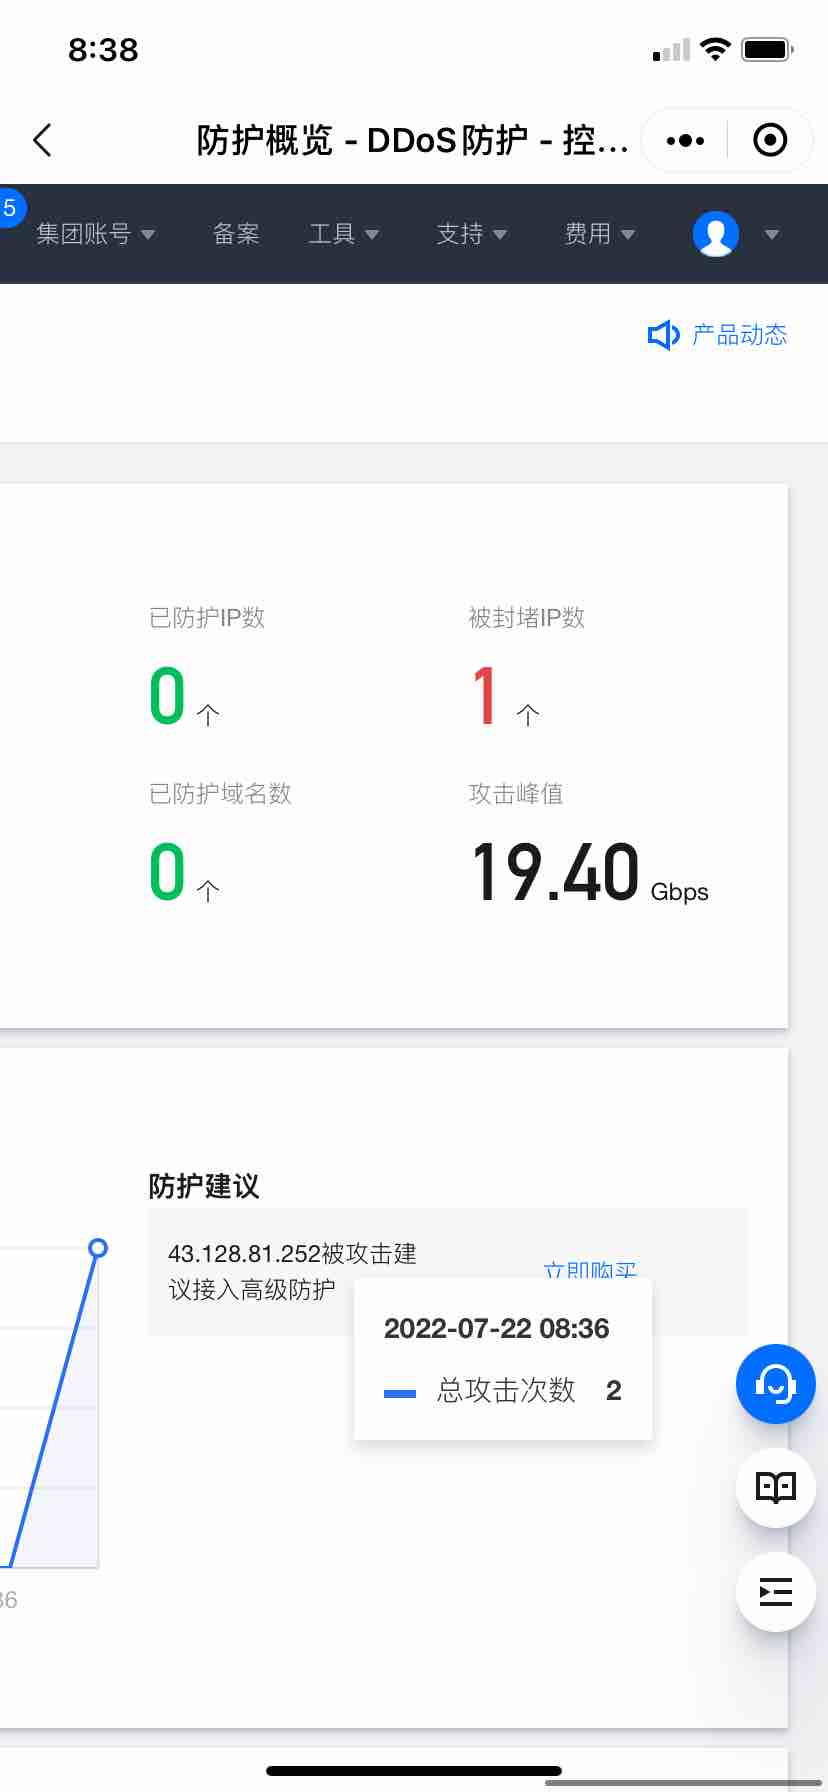 8:38
防护概览 - DDoS防护 - 控...
5
集团账号
备案
工具
支持
费用
产品动态
已防护IP数
被封堵IP数
0 个
1 个
已防护域名数
攻击峰值
0 个
19.40 Gbps
防护建议
43.128.81.252被攻击建
议接入高级防护
立即购买
2022-07-22 08:36
总攻击次数 2
36